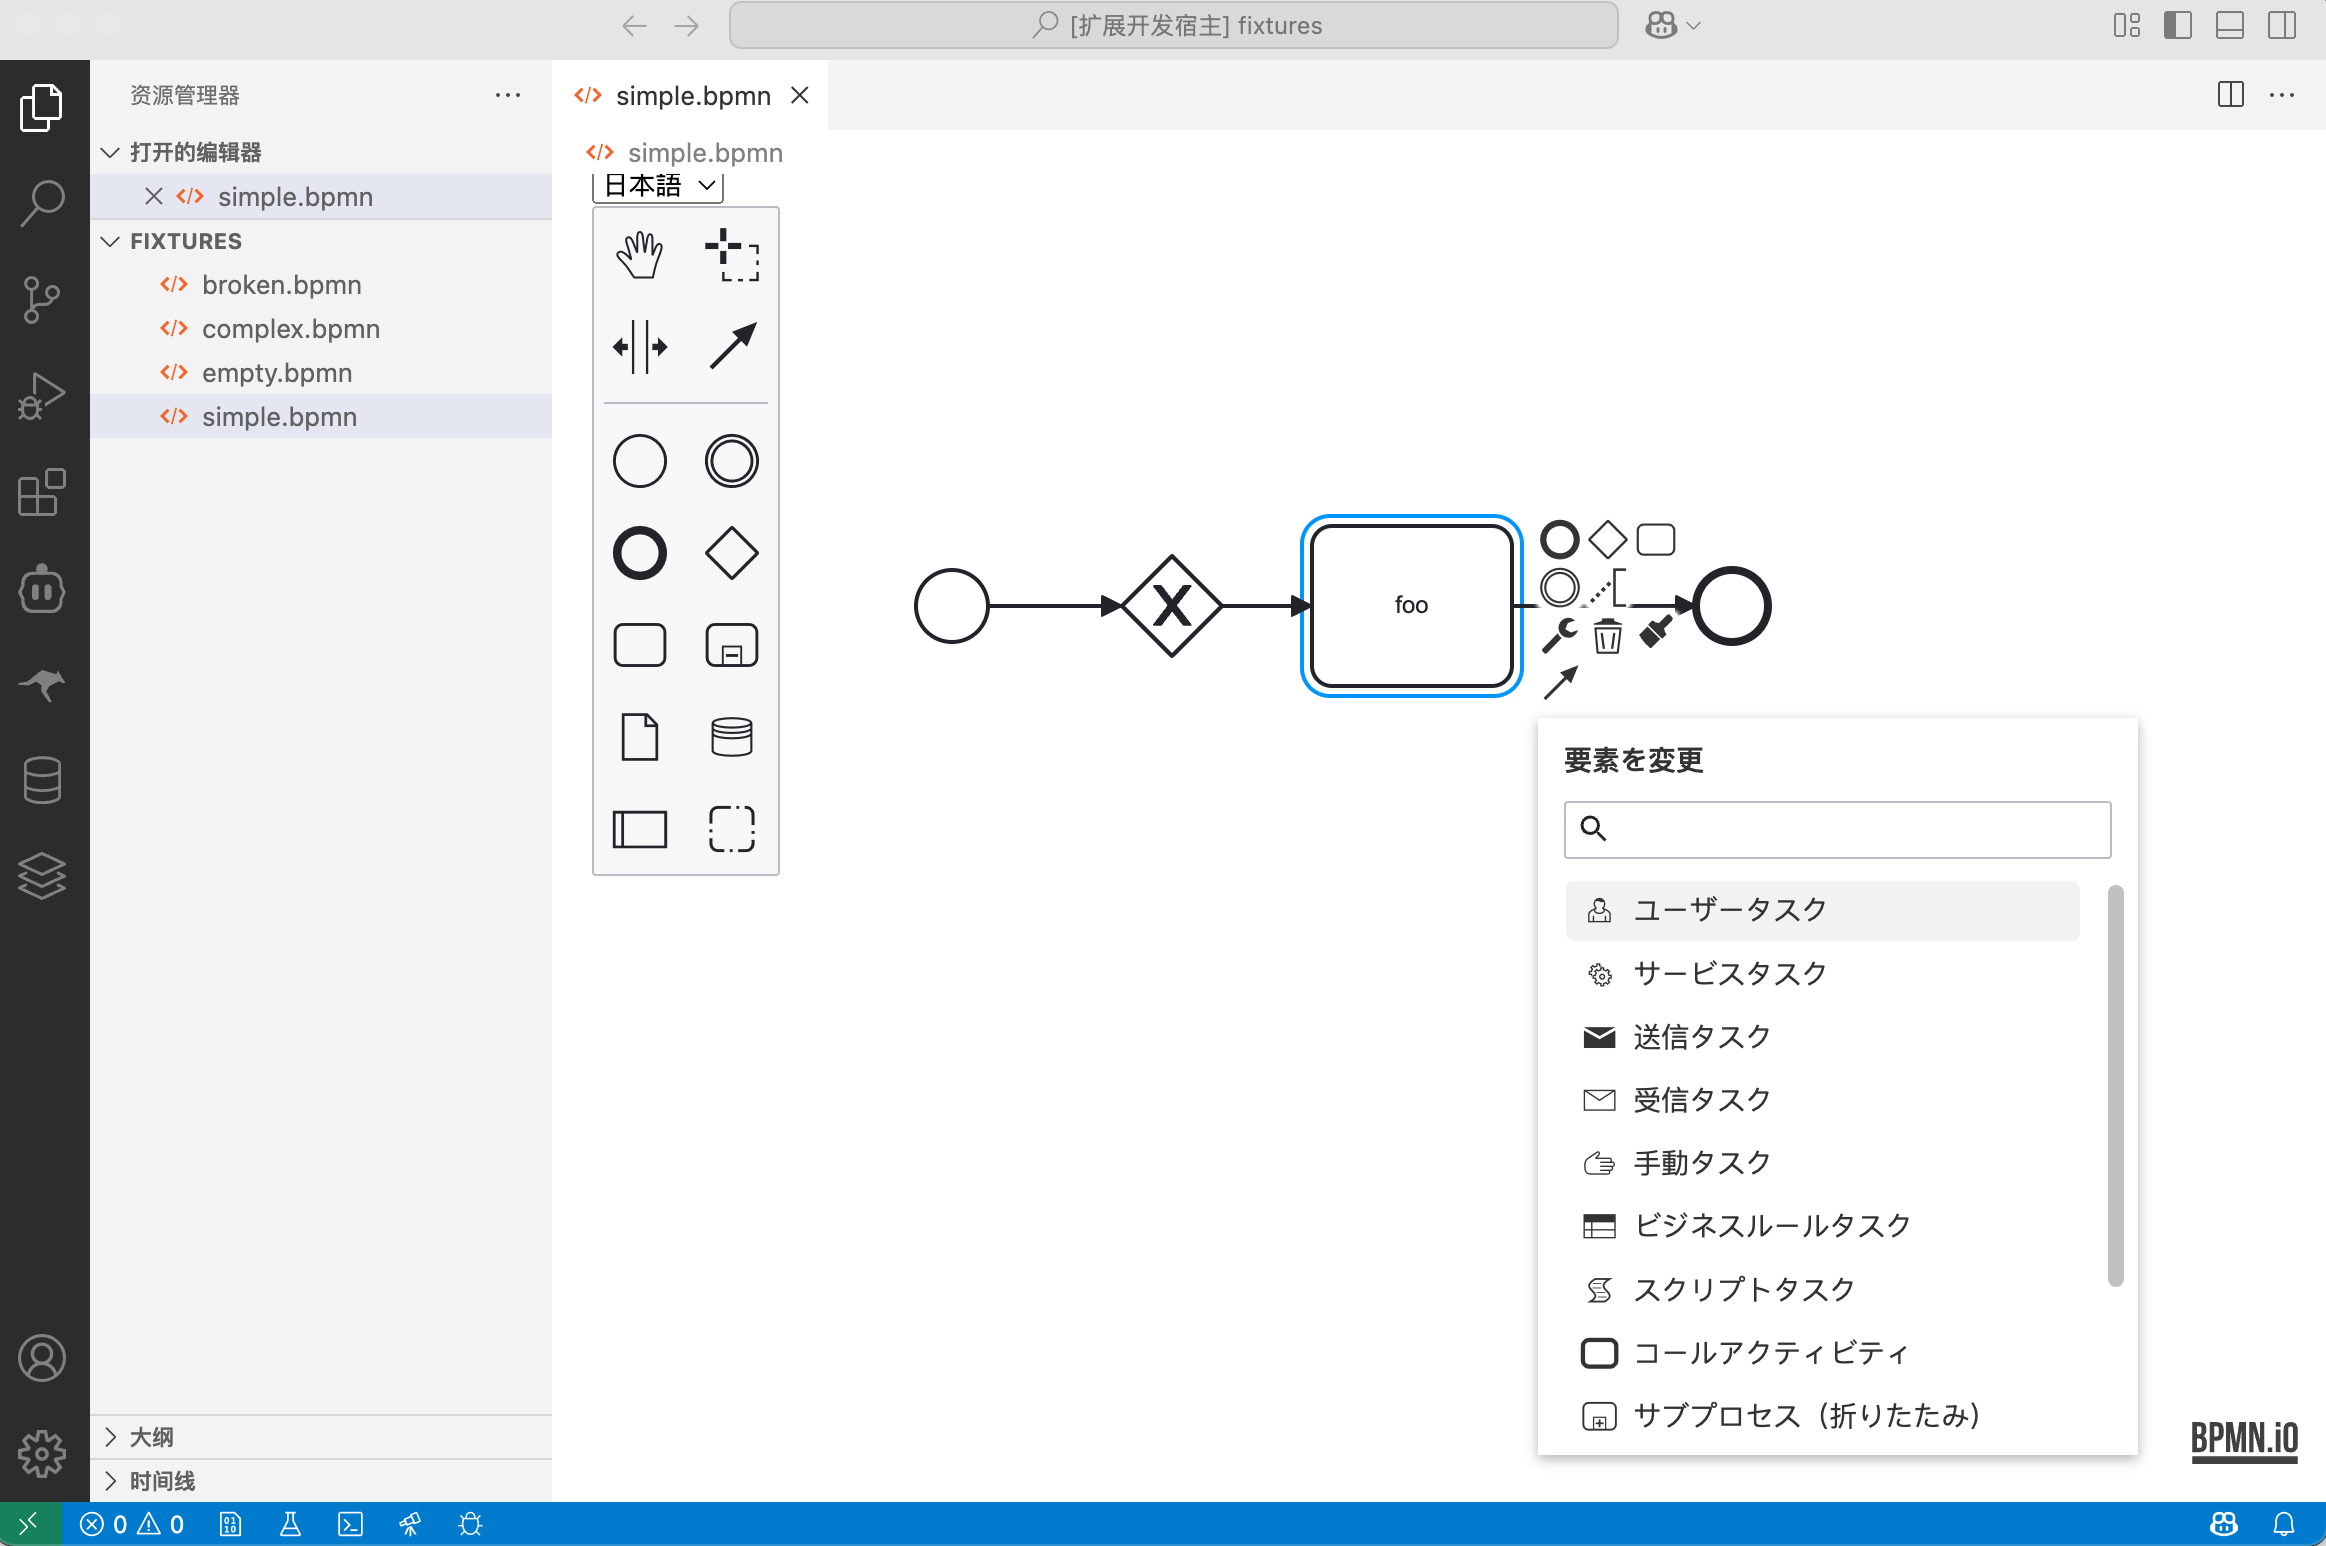 [扩展开发宿主] fixtures
资源管理器
打开的编辑器
simple.bpmn
FIXTURES
broken.bpmn
complex.bpmn
empty.bpmn
simple.bpmn
大纲
时间线
simple.bpmn
simple.bpmn
日本語
foo
要素を変更
ユーザータスク
サービスタスク
送信タスク
受信タスク
手動タスク
ビジネスルールタスク
スクリプトタスク
コールアクティビティ
サブプロセス（折りたたみ）
BPMN.iO
0 0